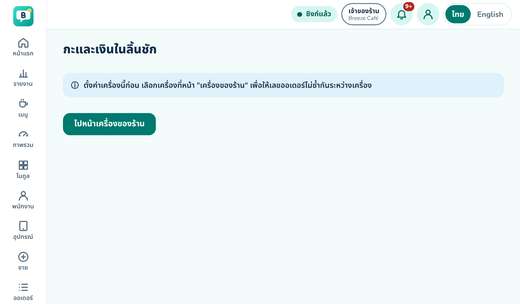 B
ซิงก์แล้ว
เจ้าของร้าน
Breeze Café
9+
ไทย
English
หน้าแรก
รายงาน
เมนู
ภาพรวม
โมดูล
พนักงาน
อุปกรณ์
ขาย
ออเดอร์
กะและเงินในลิ้นชัก
ตั้งค่าเครื่องนี้ก่อน เลือกเครื่องที่หน้า "เครื่องของร้าน" เพื่อให้เลขออเดอร์ไม่ซ้ำกันระหว่างเครื่อง
ไปหน้าเครื่องของร้าน